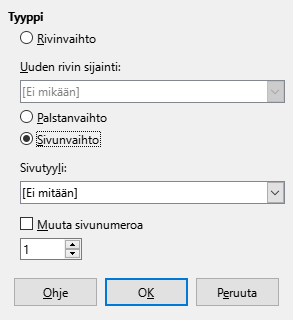 Tyyppi
Rivinvaihto
Uuden rivin sijainti:
[Ei mikään]
Palstanvaihto
Sivunvaihto
Sivutyyli:
[Ei mitään]
Muuta sivunumeroa
1
Ohje OK Peruuta